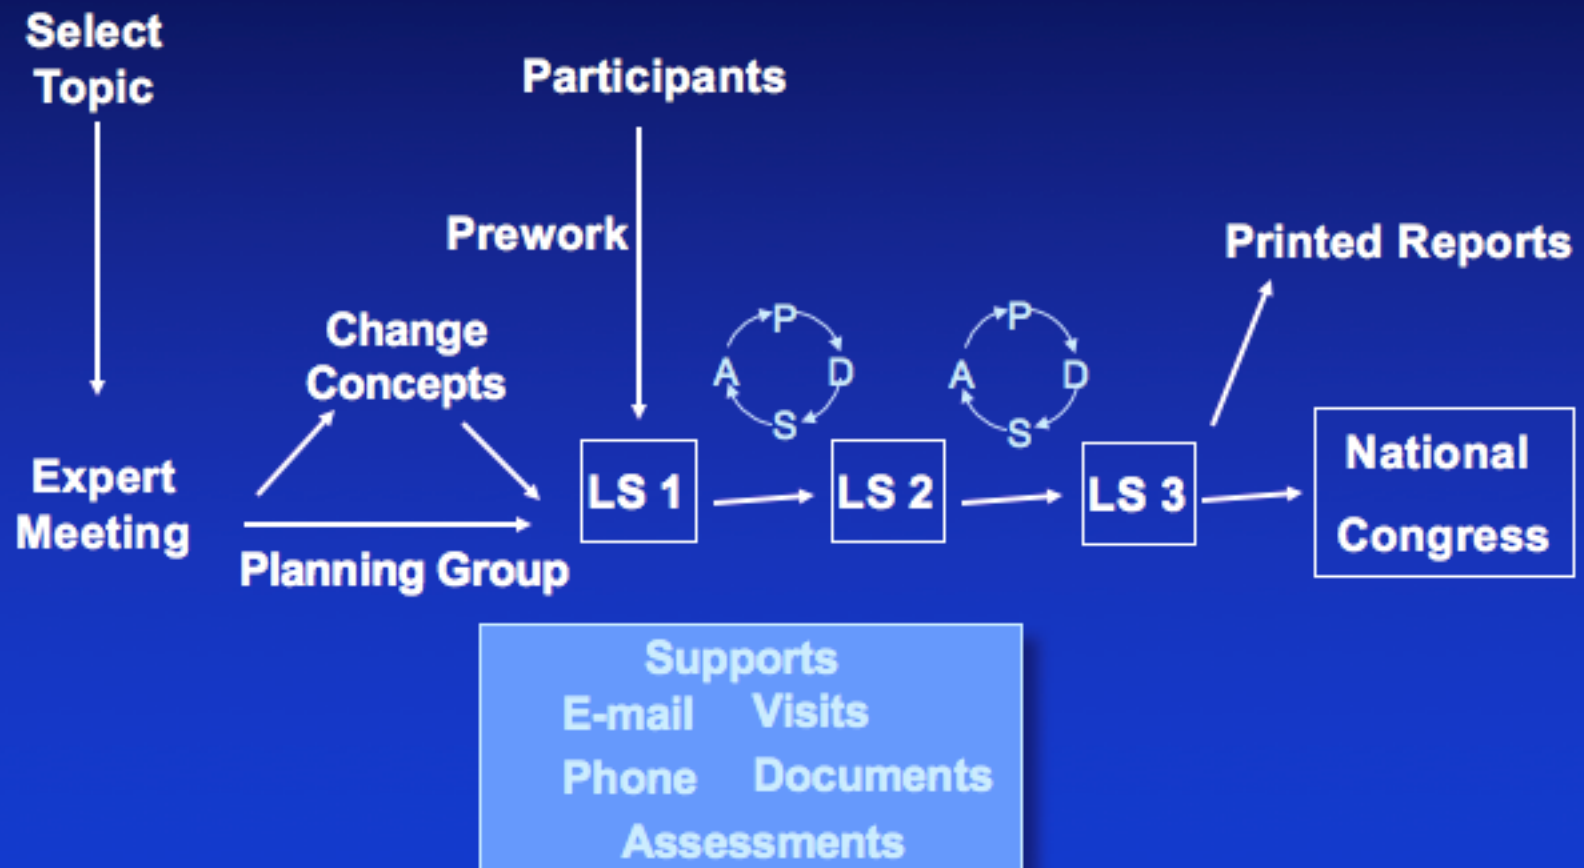 Select
Topic
Participants
Prework
Printed Reports
Change
Concepts
P
A
D
S
P
A
D
S
Expert
Meeting
LS 1
LS 2
LS 3
National
Congress
Planning Group
Supports
E-mail Visits
Phone Documents
Assessments